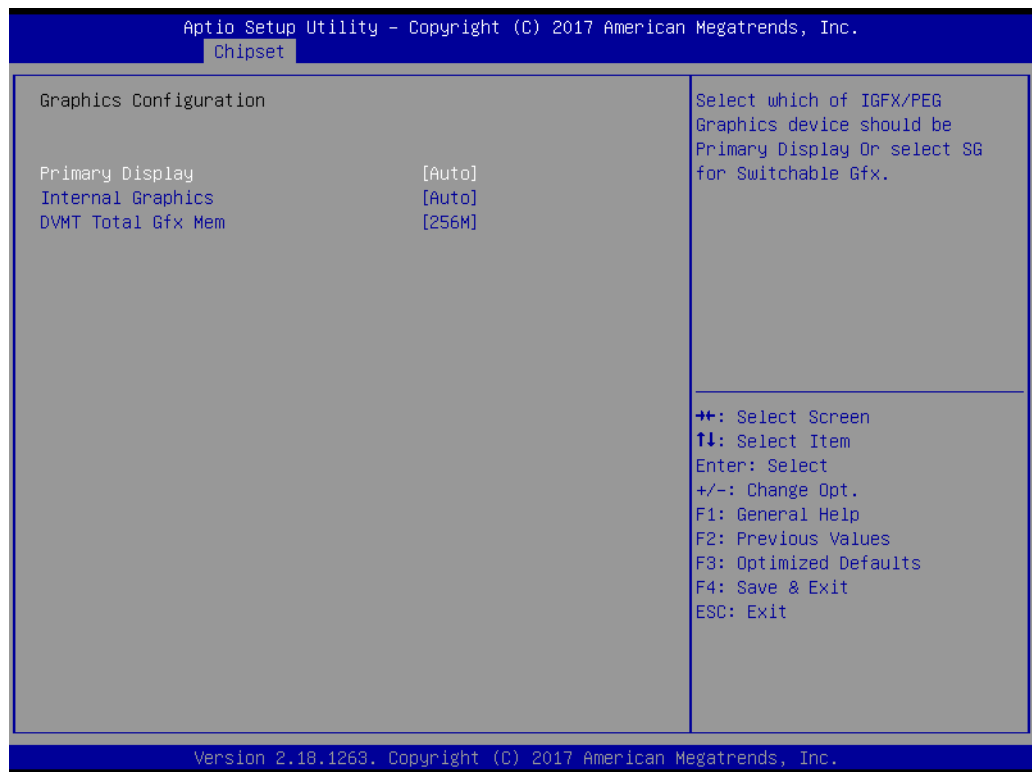 Aptio Setup Utility – Copyright (C) 2017 American Megatrends, Inc.
Chipset
Graphics Configuration
Primary Display [Auto]
Internal Graphics [Auto]
DVMT Total Gfx Mem [256M]
Select which of IGFX/PEG
Graphics device should be
Primary Display Or select SG
for Switchable Gfx.
→←: Select Screen
↑↓: Select Item
Enter: Select
+/-: Change Opt.
F1: General Help
F2: Previous Values
F3: Optimized Defaults
F4: Save & Exit
ESC: Exit
Version 2.18.1263. Copyright (C) 2017 American Megatrends, Inc.